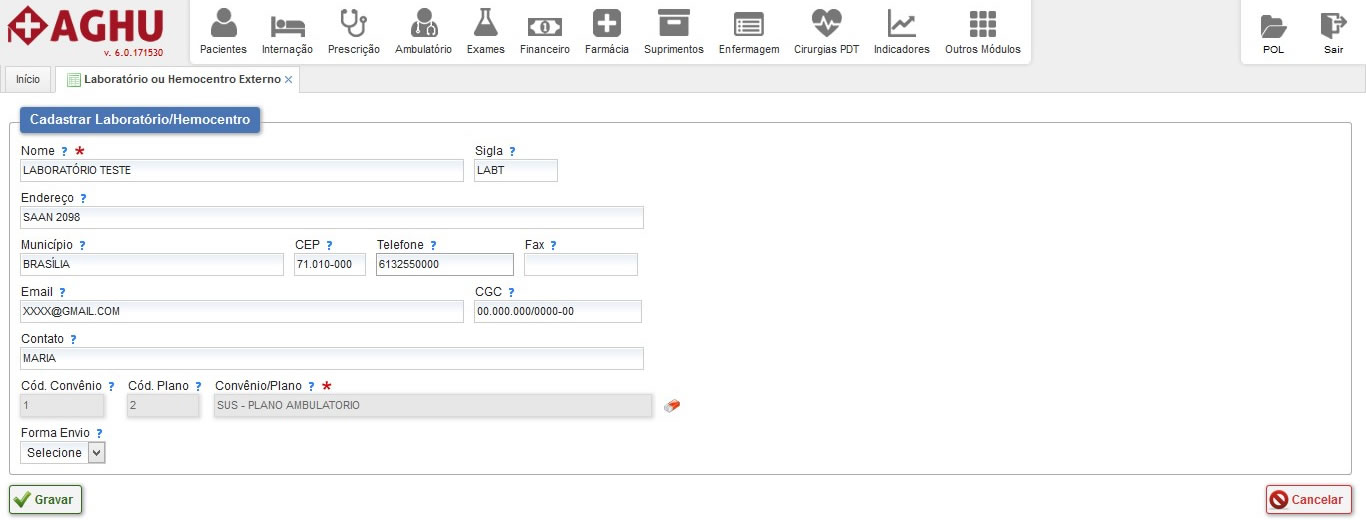 AGHU
v. 6.0.171530
Pacientes Internação Prescrição Ambulatório Exames Financeiro Farmácia Suprimentos Enfermagem Cirurgias PDT Indicadores Outros Módulos POL Sair
Início Laboratório ou Hemocentro Externo ×
Cadastrar Laboratório/Hemocentro
Nome ? * Sigla ?
LABORATÓRIO TESTE LABT
Endereço ?
SAAN 2098
Município ? CEP ? Telefone ? Fax ?
BRASÍLIA 71.010-000 6132550000
Email ? CGC ?
XXXX@GMAIL.COM 00.000.000/0000-00
Contato ?
MARIA
Cód. Convênio ? Cód. Plano ? Convênio/Plano ? *
1 2 SUS - PLANO AMBULATORIO
Forma Envio ?
Selecione
Gravar Cancelar